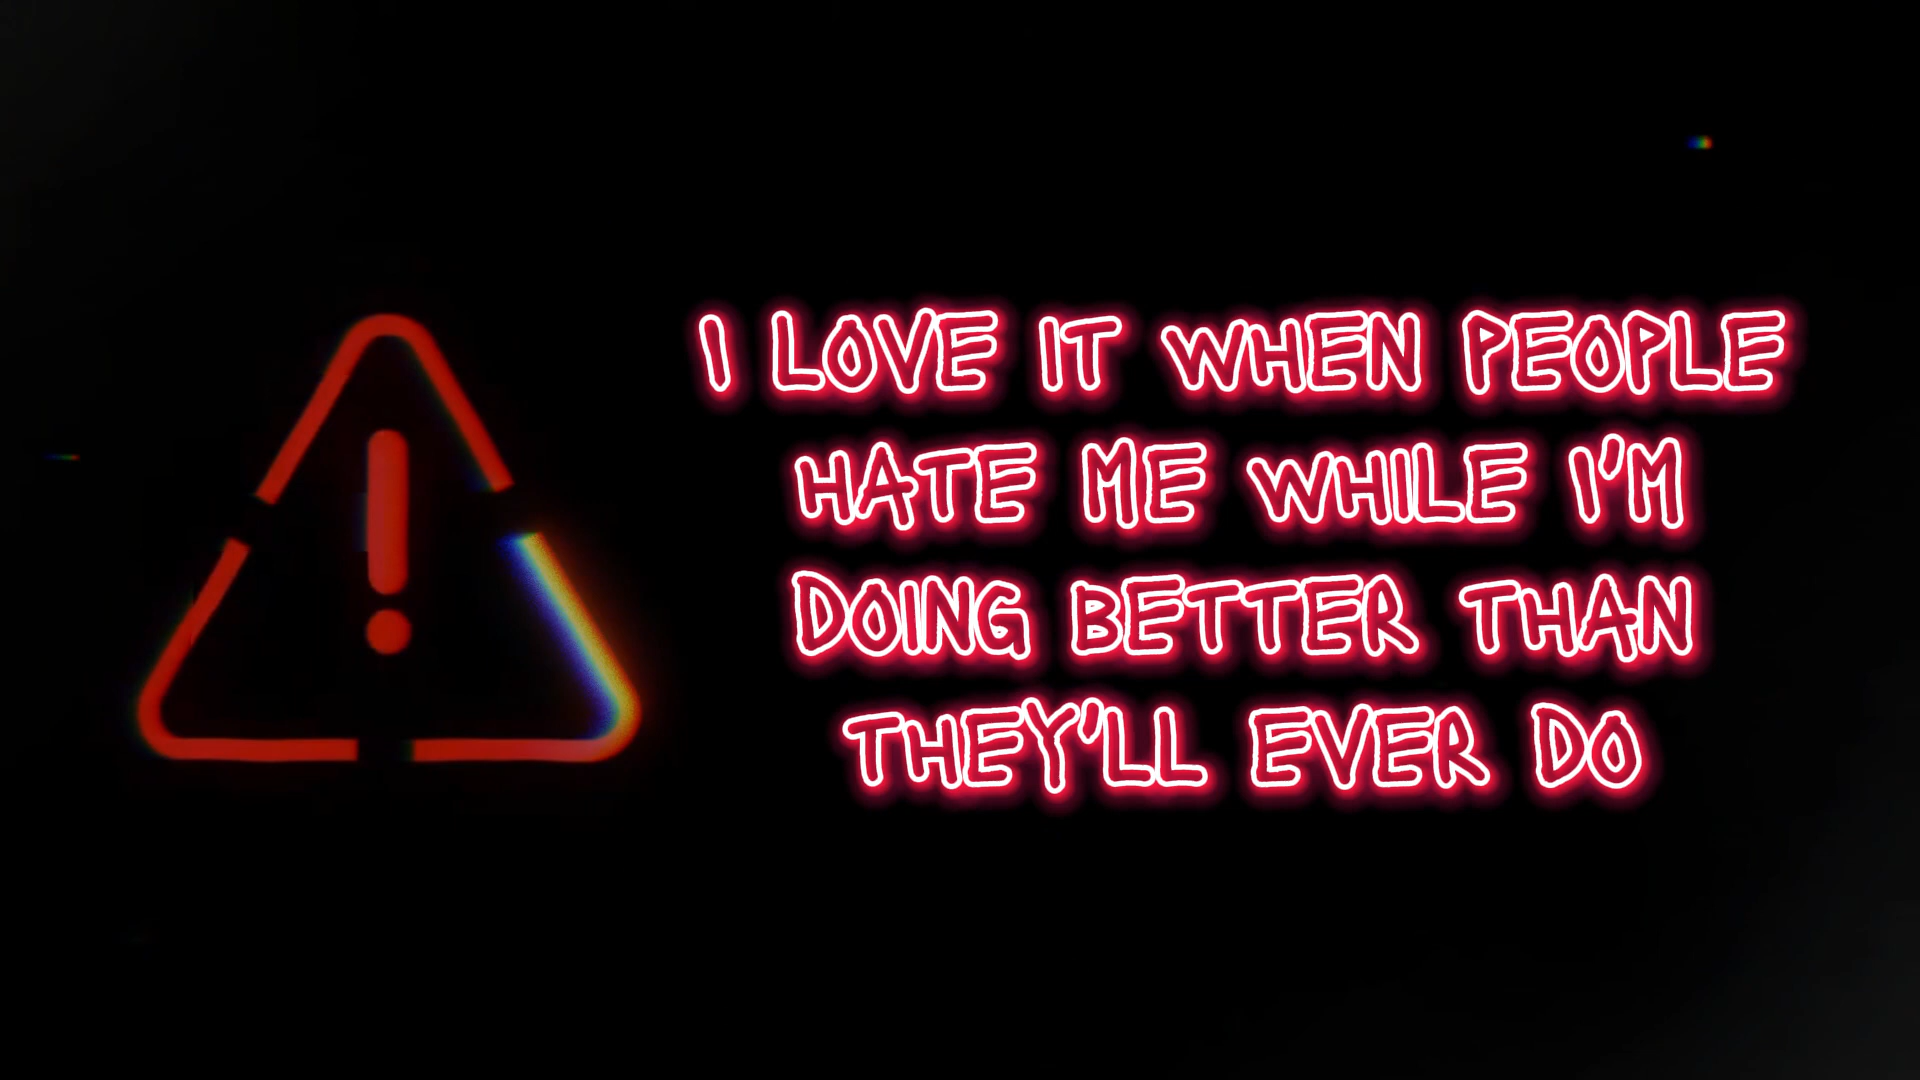 I LOVE IT WHEN PEOPLE
HATE ME WHILE I'M
DOING BETTER THAN
THEY'LL EVER DO